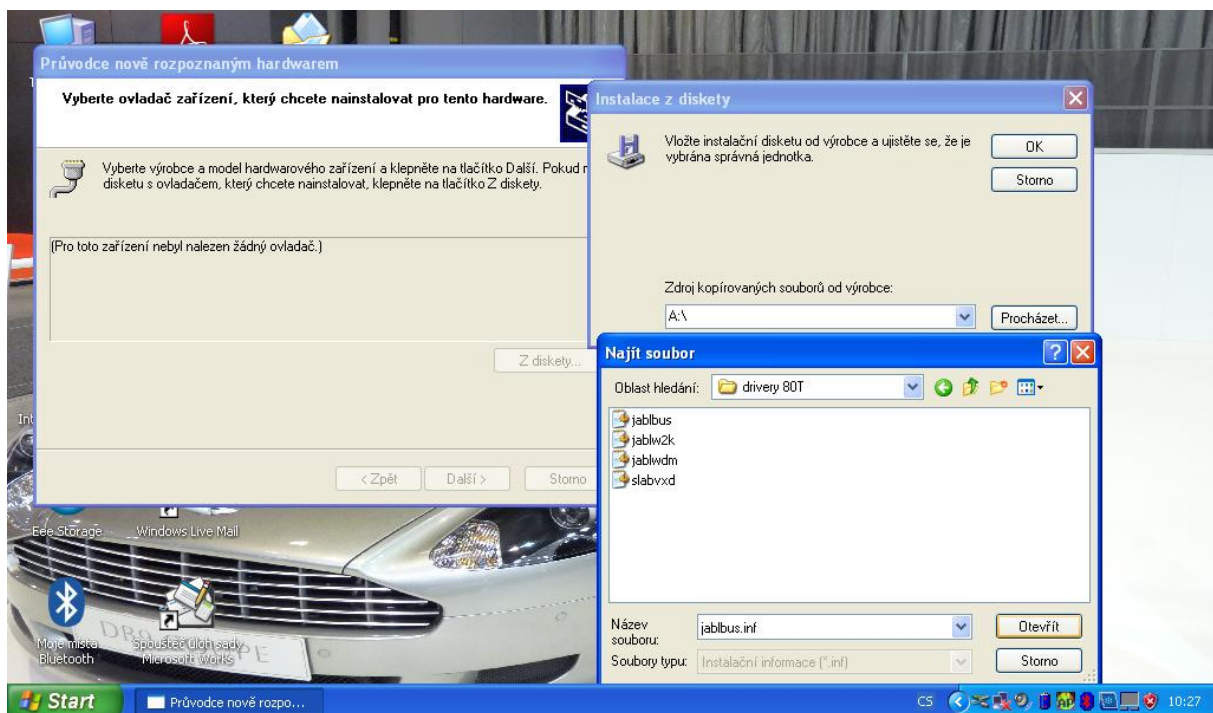 Průvodce nově rozpoznaným hardwarem
Vyberte ovladač zařízení, který chcete nainstalovat pro tento hardware.
Vyberte výrobce a model hardwarového zařízení a klepněte na tlačítko Další. Pokud
disketu s ovladačem, který chcete nainstalovat, klepněte na tlačítko Z diskety.
(Pro toto zařízení nebyl nalezen žádný ovladač.)
Z diskety...
< Zpět
Další >
Storno
Instalace z diskety
Vložte instalační disketu od výrobce a ujistěte se, že je
vybrána správná jednotka.
OK
Storno
Zdroj kopírovaných souborů od výrobce:
A:\
Procházet...
Najít soubor
Oblast hledání:
drivery 80T
jablbus
jablw2k
jablwdm
slabvxd
Název
souboru:
jablbus.inf
Otevřít
Soubory typu:
Instalační informace (*.inf)
Storno
Eee Storage
Windows Live Mail
Moje místa
Bluetooth
Spouštěč úloh sady
Microsoft Works
Start
Průvodce nově rozpo...
CS
10:27